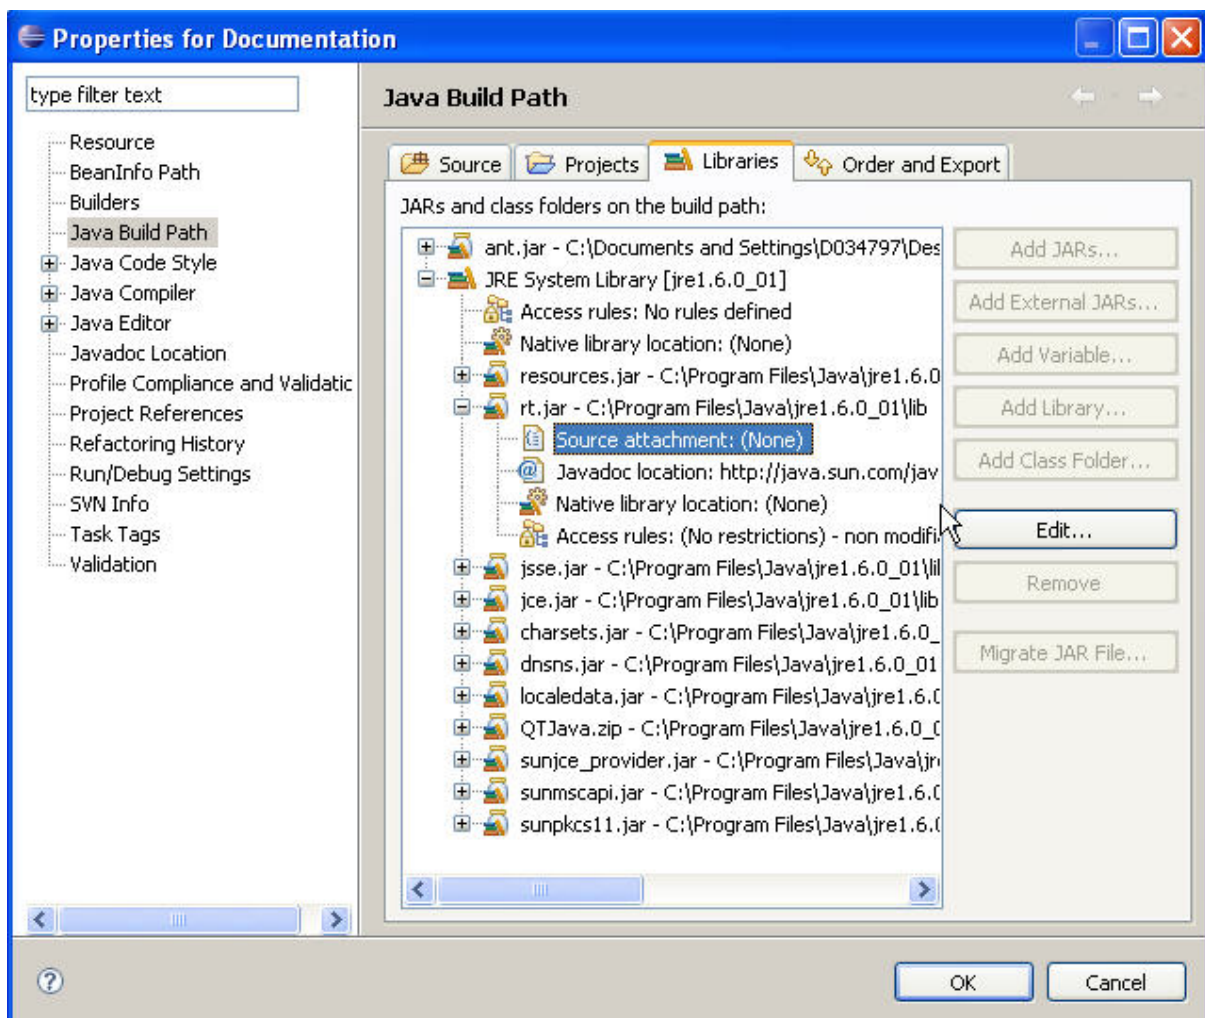 Properties for Documentation
type filter text
Resource
BeanInfo Path
Builders
Java Build Path
Java Code Style
Java Compiler
Java Editor
Javadoc Location
Profile Compliance and Validatic
Project References
Refactoring History
Run/Debug Settings
SVN Info
Task Tags
Validation
Java Build Path
Source
Projects
Libraries
Order and Export
JARs and class folders on the build path:
ant.jar - C:\Documents and Settings\D034797\Des
JRE System Library [jre1.6.0_01]
Access rules: No rules defined
Native library location: (None)
resources.jar - C:\Program Files\Java\jre1.6.0
rt.jar - C:\Program Files\Java\jre1.6.0_01\lib
Source attachment: (None)
Javadoc location: http://java.sun.com/jav
Native library location: (None)
Access rules: (No restrictions) - non modifi
jsse.jar - C:\Program Files\Java\jre1.6.0_01\lil
jce.jar - C:\Program Files\Java\jre1.6.0_01\lib
charsets.jar - C:\Program Files\Java\jre1.6.0_
dnsns.jar - C:\Program Files\Java\jre1.6.0_01
localedata.jar - C:\Program Files\Java\jre1.6.0
QTJava.zip - C:\Program Files\Java\jre1.6.0_0
sunjce_provider.jar - C:\Program Files\Java\jr
sunmscapi.jar - C:\Program Files\Java\jre1.6.0
sunpkcs11.jar - C:\Program Files\Java\jre1.6.0
Add JARs...
Add External JARs...
Add Variable...
Add Library...
Add Class Folder...
Edit...
Remove
Migrate JAR File...
OK
Cancel